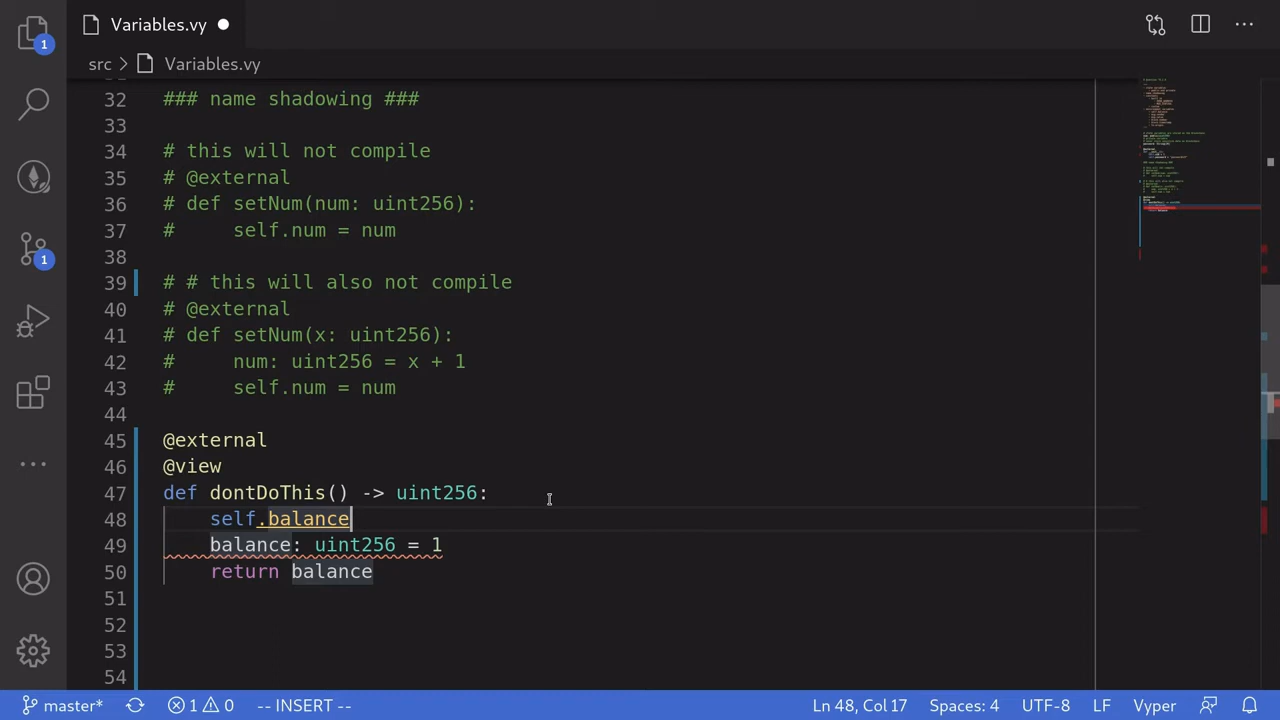 Variables.vy
src > Variables.vy
1
32 ### name shadowing ###
33
34 # this will not compile
35 # @external
36 # def setNum(num: uint256):
37 #     self.num = num
38
39 # # this will also not compile
40 # @external
41 # def setNum(x: uint256):
42 #     num: uint256 = x + 1
43 #     self.num = num
44
45 @external
46 @view
47 def dontDoThis() -> uint256:
48     self.balance
49     balance: uint256 = 1
50     return balance
51
52
53
54
1
master* 1 0 -- INSERT -- Ln 48, Col 17 Spaces: 4 UTF-8 LF Vyper